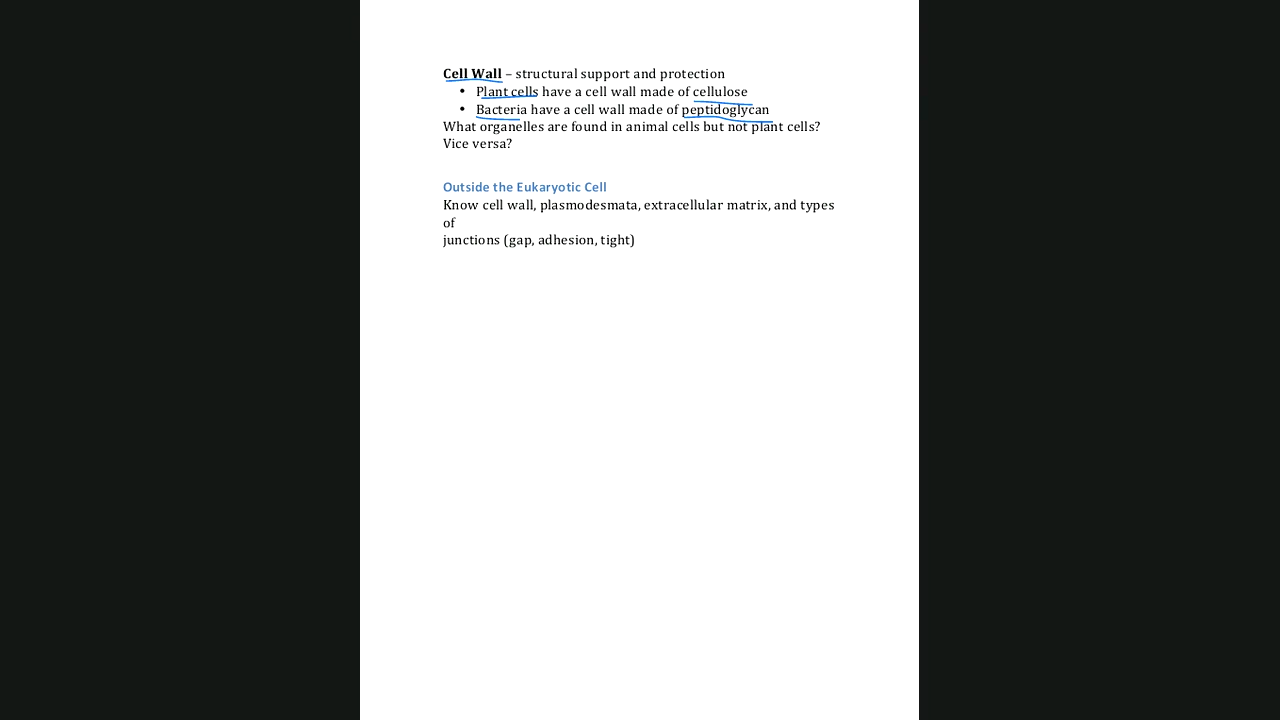 Cell Wall – structural support and protection
• Plant cells have a cell wall made of cellulose
• Bacteria have a cell wall made of peptidoglycan
What organelles are found in animal cells but not plant cells?
Vice versa?
Outside the Eukaryotic Cell
Know cell wall, plasmodesmata, extracellular matrix, and types
of
junctions (gap, adhesion, tight)